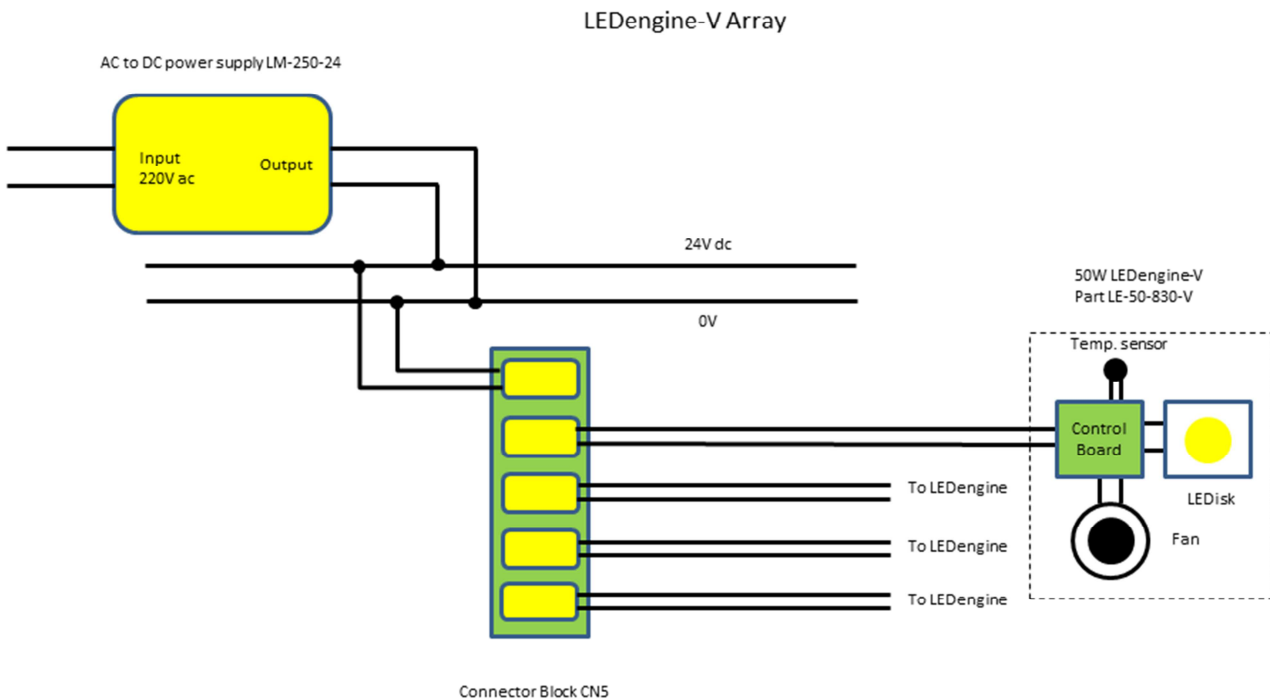 LEDengine-V Array
AC to DC power supply LM-250-24
Input
220V ac
Output
24V dc
0V
50W LEDengine-V
Part LE-50-830-V
Temp. sensor
Control
Board
LEDisk
Fan
To LEDengine
To LEDengine
To LEDengine
Connector Block CN5